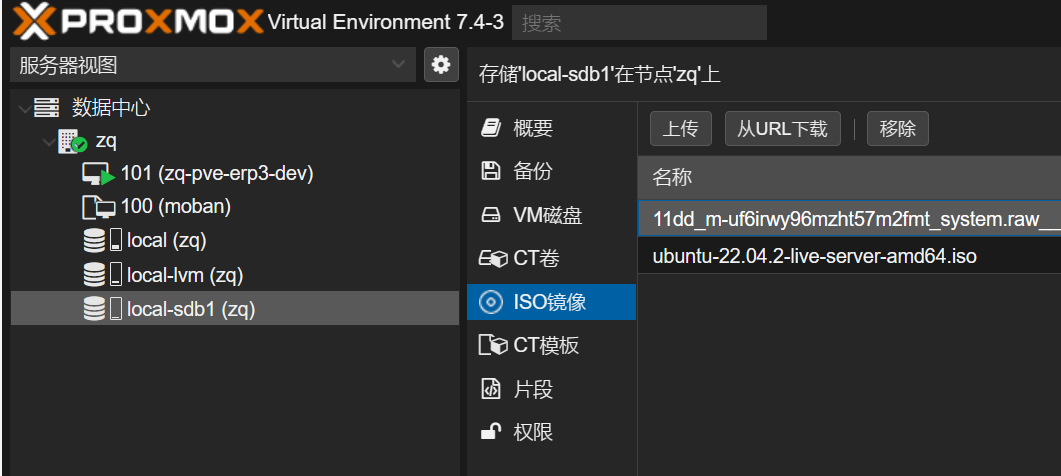 PROXMOX Virtual Environment 7.4-3 搜索
服务器视图
数据中心
zq
101 (zq-pve-erp3-dev)
100 (moban)
local (zq)
local-lvm (zq)
local-sdb1 (zq)
存储'local-sdb1'在节点'zq'上
概要
备份
VM磁盘
CT卷
ISO镜像
CT模板
片段
权限
上传 从URL下载 移除
名称
11dd_m-uf6irwy96mzht57m2fmt_system.raw__
ubuntu-22.04.2-live-server-amd64.iso